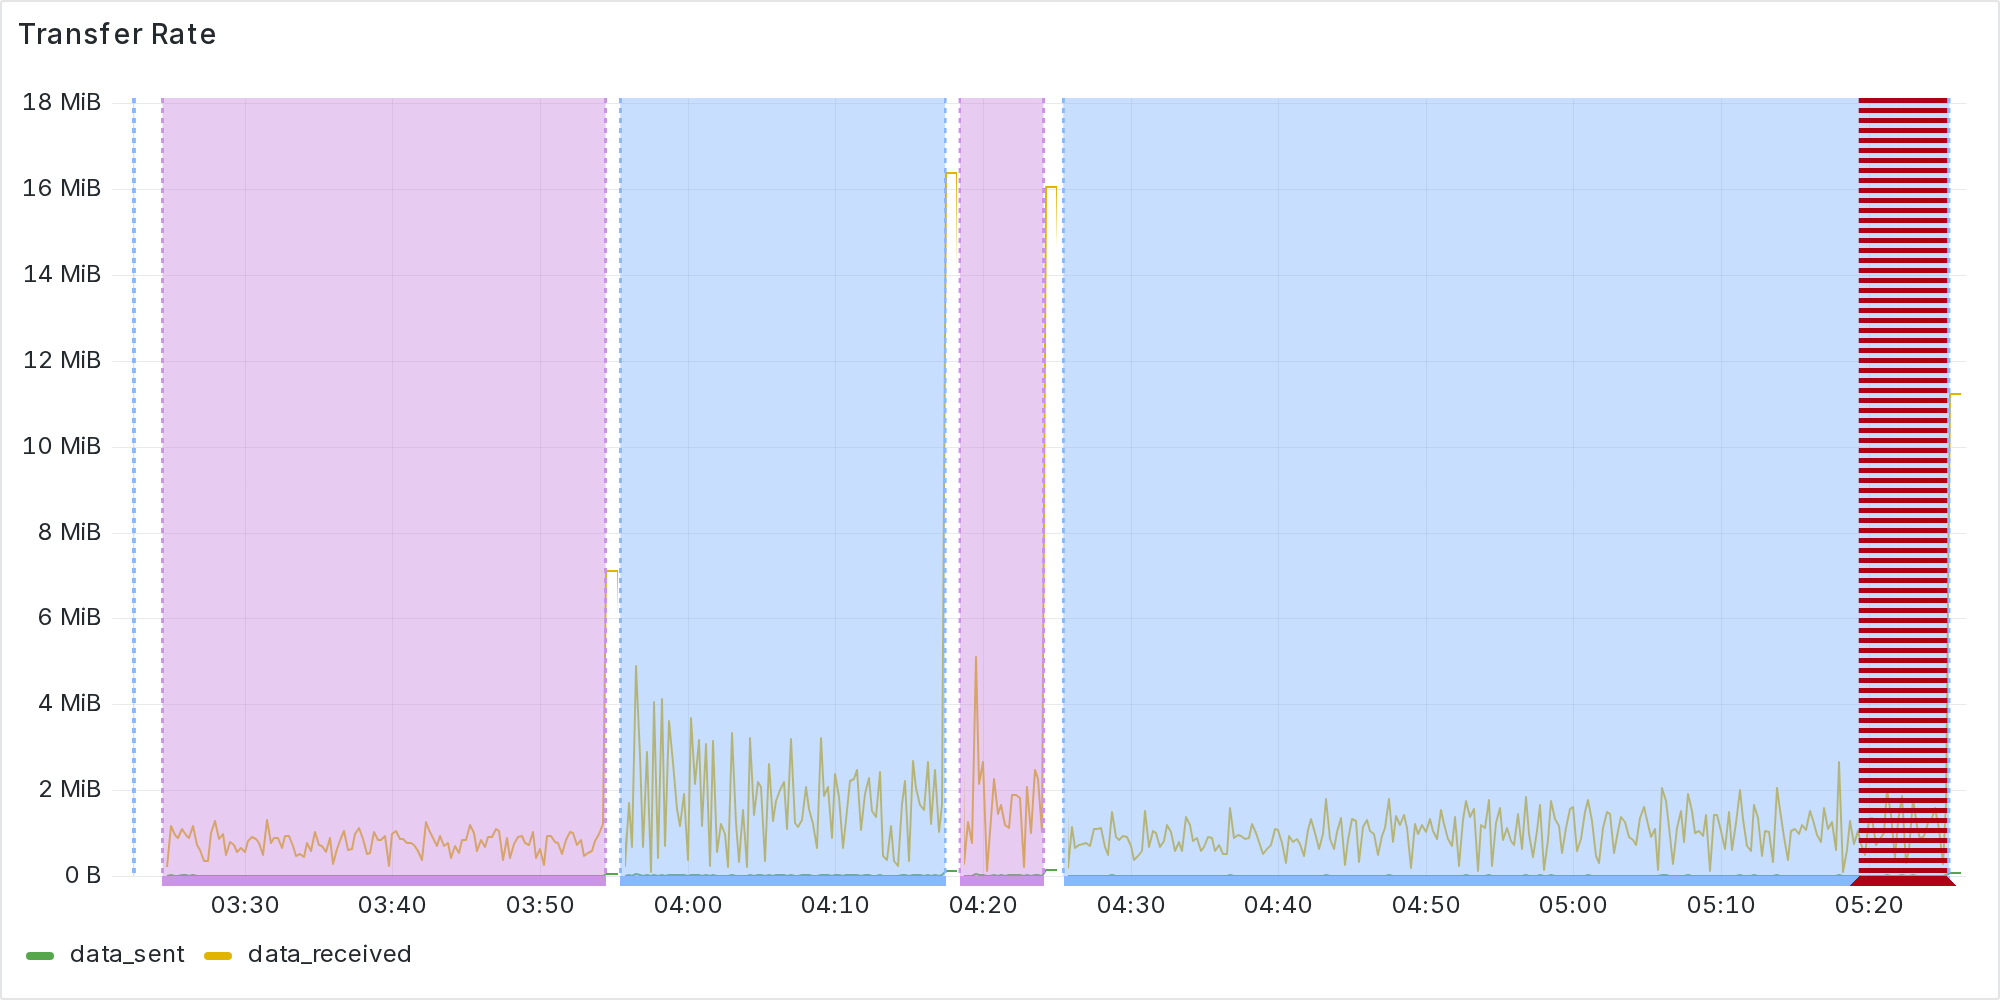 Transfer Rate
18 MiB
16 MiB
14 MiB
12 MiB
10 MiB
8 MiB
6 MiB
4 MiB
2 MiB
0 B
03:30 03:40 03:50 04:00 04:10 04:20 04:30 04:40 04:50 05:00 05:10 05:20
data_sent data_received